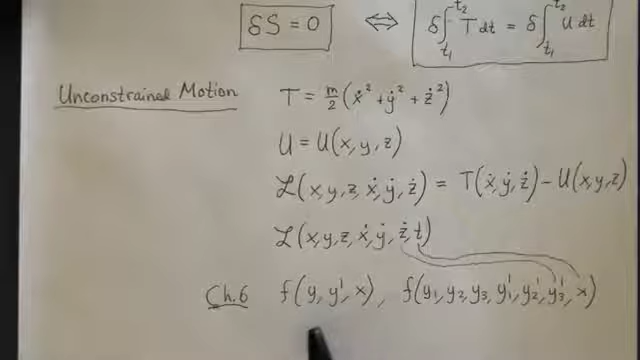 δS = 0 ⟺ δ∫_{t₁}^{t₂} T dt = δ∫_{t₁}^{t₂} U dt
Unconstrained Motion T = m/2 (ẋ² + ẏ² + ż²)
U = U(x, y, z)
ℒ(x, y, z, ẋ, ẏ, ż) = T(ẋ, ẏ, ż) − U(x, y, z)
ℒ(x, y, z, ẋ, ẏ, ż, t)
Ch. 6 f(y, y', x), f(y₁, y₂, y₃, y₁', y₂', y₃', x)